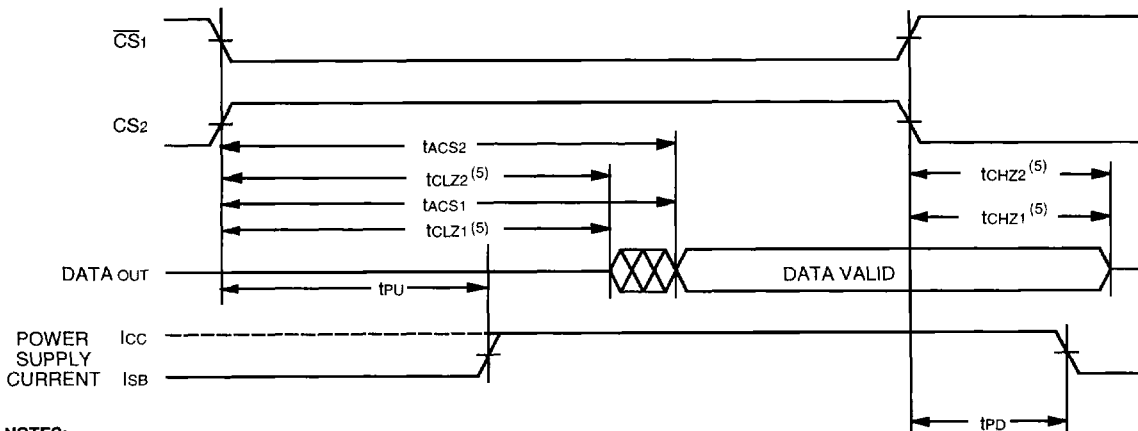 CS1
CS2
tACS2
tCLZ2 (5)
tACS1
tCLZ1 (5)
tCHZ2 (5)
tCHZ1 (5)
DATA OUT
DATA VALID
tPU
POWER
SUPPLY
CURRENT
ICC
ISB
tPD
NOTES: